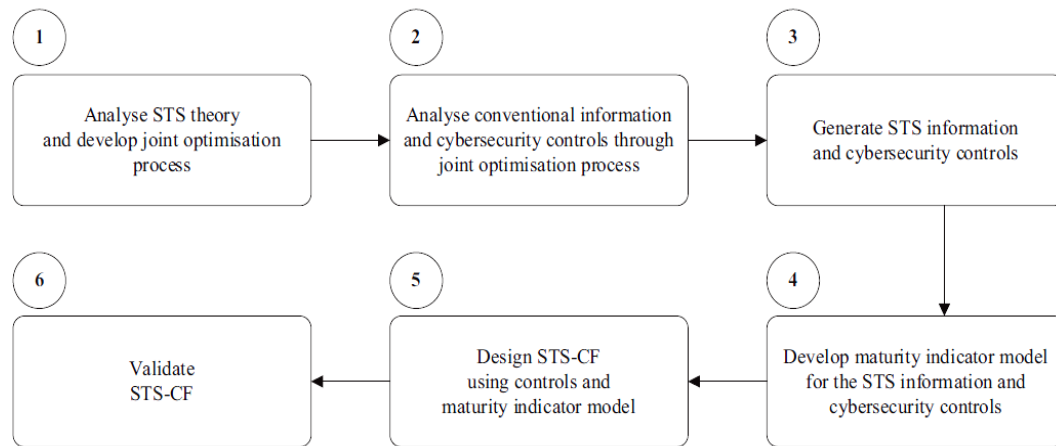 1
Analyse STS theory
and develop joint optimisation
process
2
Analyse conventional information
and cybersecurity controls through
joint optimisation process
3
Generate STS information
and cybersecurity controls
4
Develop maturity indicator model
for the STS information and
cybersecurity controls
5
Design STS-CF
using controls and
maturity indicator model
6
Validate
STS-CF